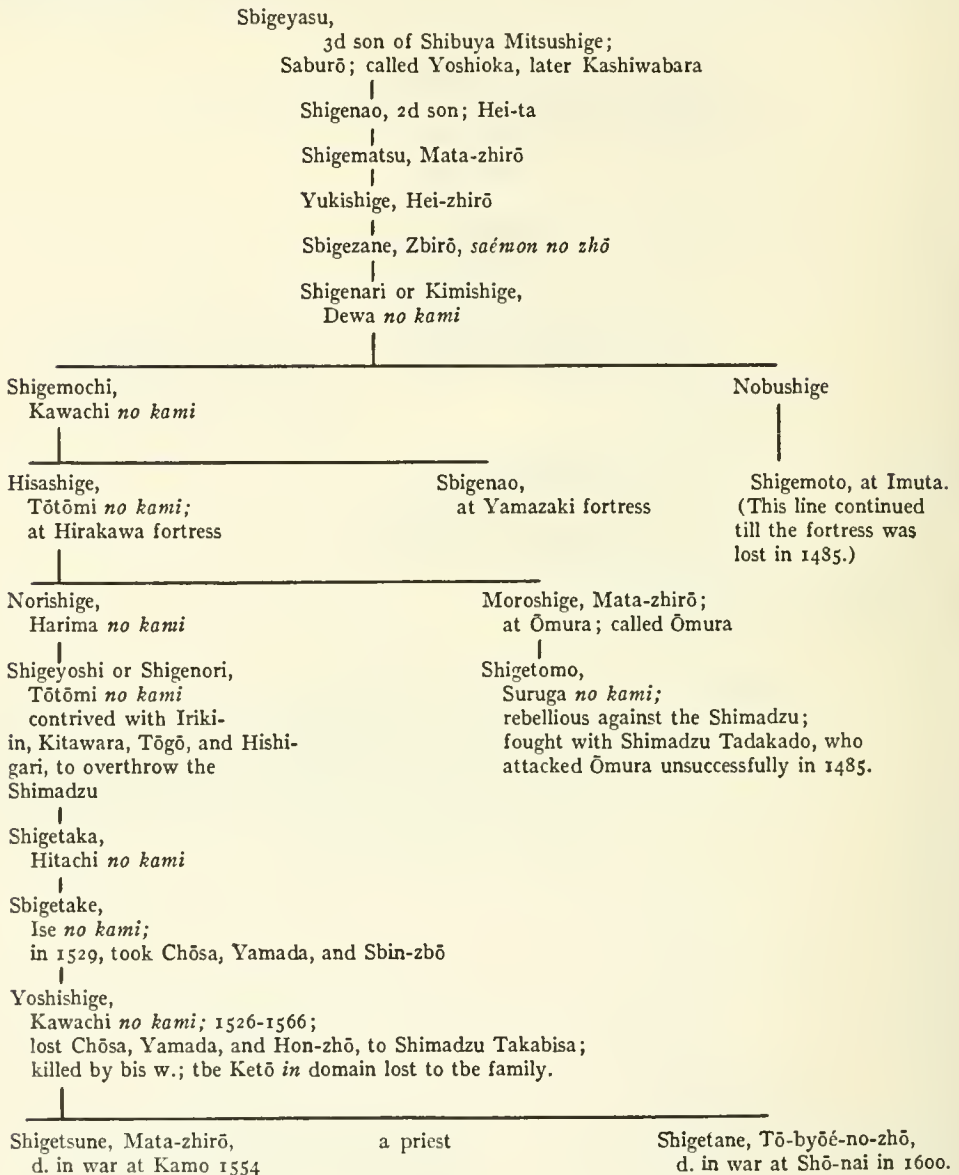 Sbigeyasu,
3d son of Shibuya Mitsushige;
Saburō; called Yoshioka, later Kashiwabara
Shigenao, 2d son; Hei-ta
Shigematsu, Mata-zhirō
Yukishige, Hei-zhirō
Sbigezane, Zbirō, saémon no zhō
Shigenari or Kimishige,
Dewa no kami
Shigemochi,
Kawachi no kami
Nobushige
Hisashige,
Tōtōmi no kami;
at Hirakawa fortress
Sbigenao,
at Yamazaki fortress
Shigemoto, at Imuta.
(This line continued
till the fortress was
lost in 1485.)
Norishige,
Harima no kami
Moroshige, Mata-zhirō;
at Ōmura; called Ōmura
Shigeyoshi or Shigenori,
Tōtōmi no kami
contrived with Iriki-
in, Kitawara, Tōgō, and Hishi-
gari, to overthrow the
Shimadzu
Shigetomo,
Suruga no kami;
rebellious against the Shimadzu;
fought with Shimadzu Tadakado, who
attacked Ōmura unsuccessfully in 1485.
Shigetaka,
Hitachi no kami
Sbigetake,
Ise no kami;
in 1529, took Chōsa, Yamada, and Sbin-zbō
Yoshishige,
Kawachi no kami; 1526-1566;
lost Chōsa, Yamada, and Hon-zhō, to Shimadzu Takabisa;
killed by bis w.; tbe Ketō in domain lost to tbe family.
Shigetsune, Mata-zhirō,
d. in war at Kamo 1554
a priest
Shigetane, Tō-byōé-no-zhō,
d. in war at Shō-nai in 1600.